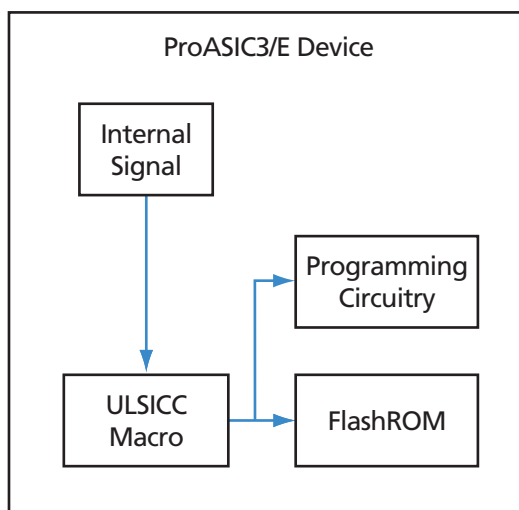 ProASIC3/E Device
Internal
Signal
Programming
Circuitry
ULSICC
Macro
FlashROM